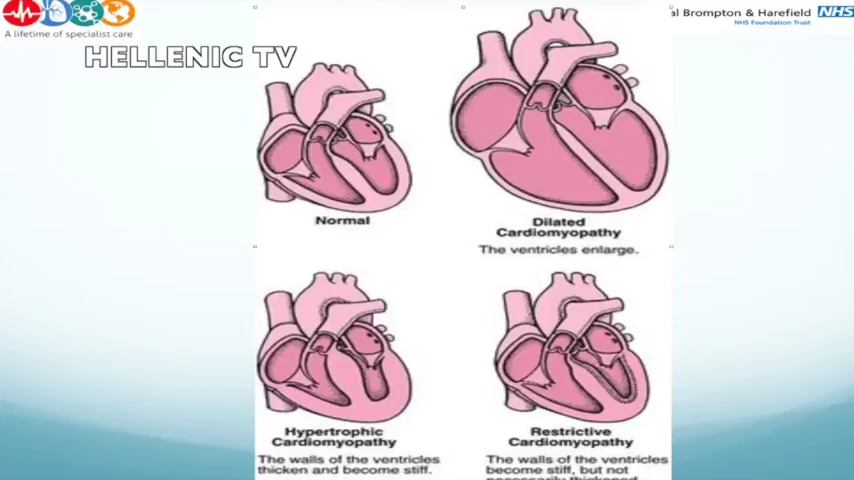 A lifetime of specialist care
al Brompton & Harefield NHS
NHS Foundation Trust
HELLENIC TV
Normal
Dilated
Cardiomyopathy
The ventricles enlarge.
Hypertrophic
Cardiomyopathy
The walls of the ventricles
thicken and become stiff.
Restrictive
Cardiomyopathy
The walls of the ventricles
become stiff, but not
necessarily thickened